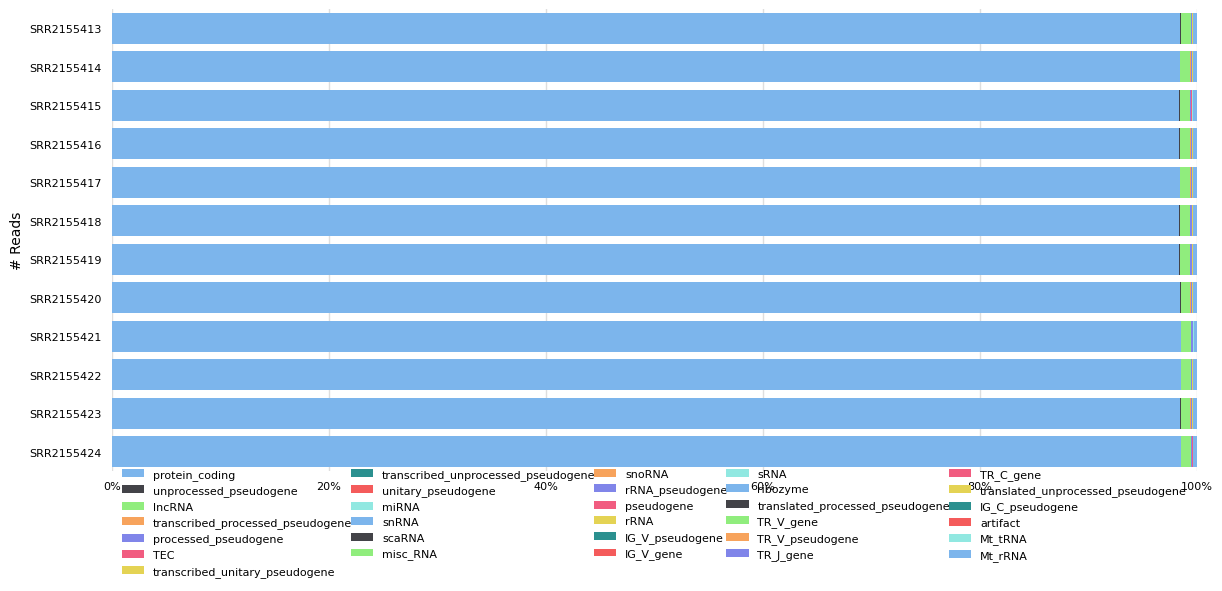 SRR2155413
SRR2155414
SRR2155415
SRR2155416
SRR2155417
SRR2155418
SRR2155419
SRR2155420
SRR2155421
SRR2155422
SRR2155423
SRR2155424
# Reads
0%
20%
40%
60%
80%
100%
protein_coding
unprocessed_pseudogene
lncRNA
transcribed_processed_pseudogene
processed_pseudogene
TEC
transcribed_unitary_pseudogene
transcribed_unprocessed_pseudogene
unitary_pseudogene
miRNA
snRNA
scaRNA
misc_RNA
snoRNA
rRNA_pseudogene
pseudogene
rRNA
IG_V_pseudogene
IG_V_gene
sRNA
ribozyme
translated_processed_pseudogene
TR_V_gene
TR_V_pseudogene
TR_J_gene
TR_C_gene
translated_unprocessed_pseudogene
IG_C_pseudogene
artifact
Mt_tRNA
Mt_rRNA